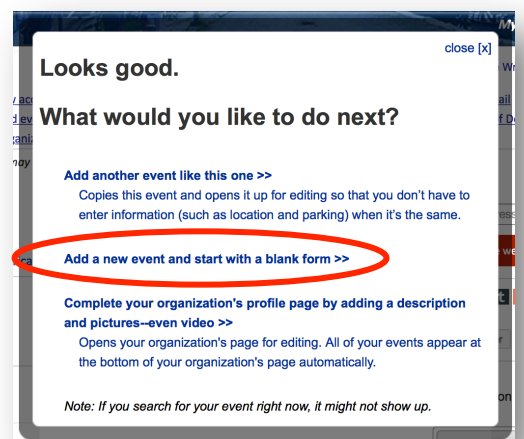 My
close [x]
Looks good.
What would you like to do next?
Add another event like this one >>
Copies this event and opens it up for editing so that you don't have to
enter information (such as location and parking) when it's the same.
Add a new event and start with a blank form >>
Complete your organization's profile page by adding a description
and pictures--even video >>
Opens your organization's page for editing. All of your events appear at
the bottom of your organization's page automatically.
Note: If you search for your event right now, it might not show up.
may